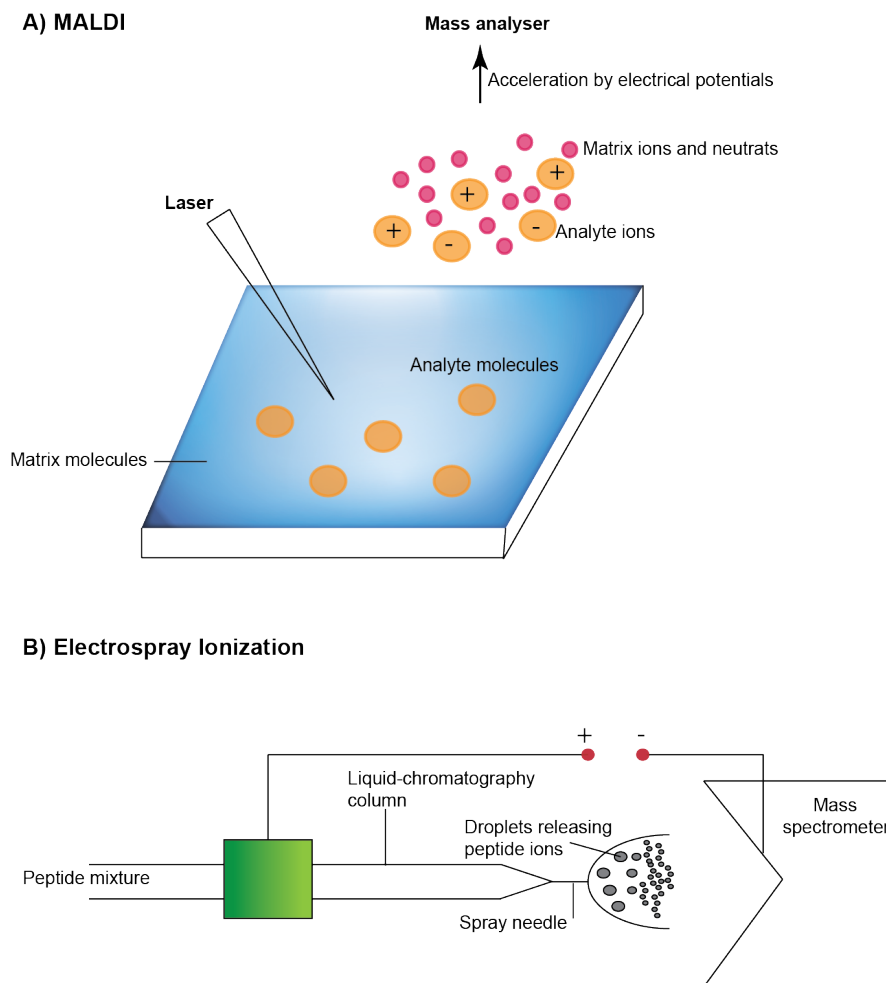 A) MALDI
Mass analyser
Acceleration by electrical potentials
Matrix ions and neutrats
+
+
Laser
+
-
-
Analyte ions
Analyte molecules
Matrix molecules
B) Electrospray Ionization
+ -
Liquid-chromatography
column
Mass
spectrometer
Droplets releasing
peptide ions
Peptide mixture
Spray needle